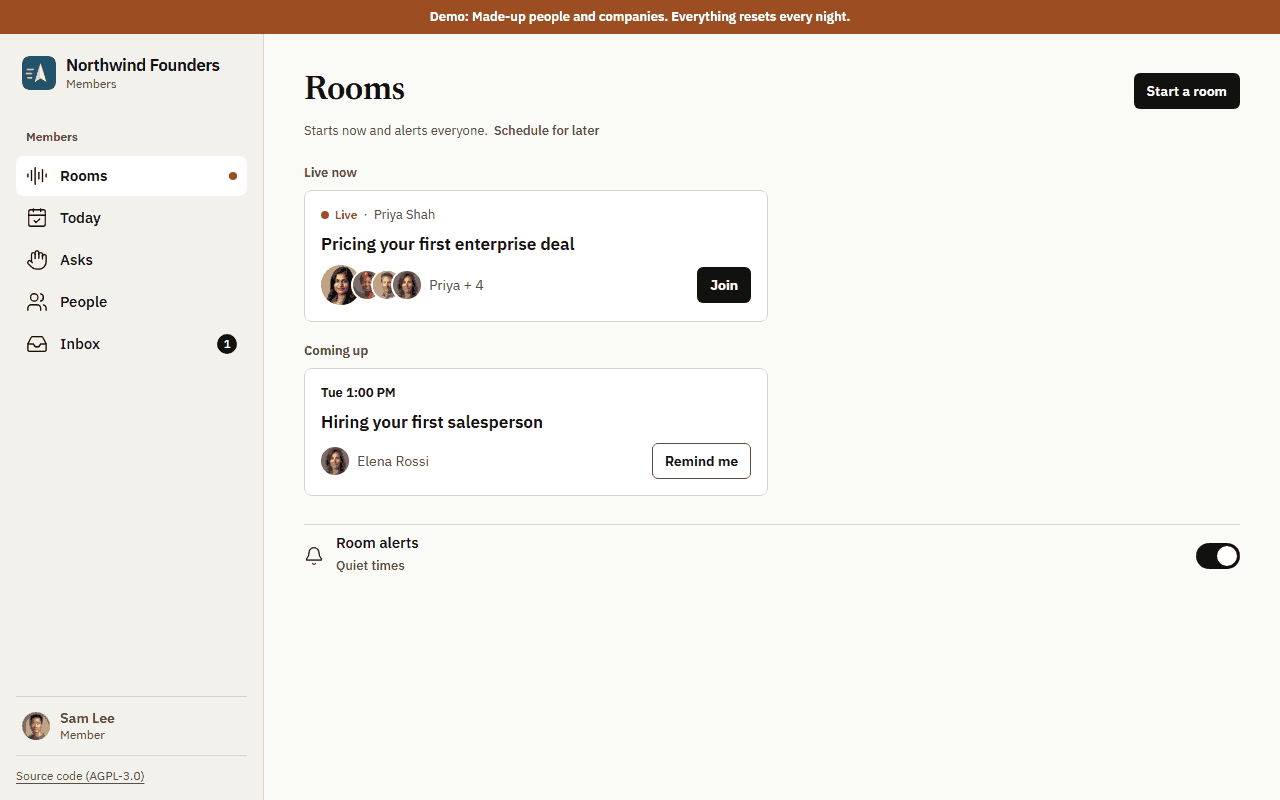 Demo: Made-up people and companies. Everything resets every night.
Northwind Founders
Members
Members
Rooms
Today
Asks
People
Inbox
1
Sam Lee
Member
Source code (AGPL-3.0)
Rooms
Start a room
Starts now and alerts everyone. Schedule for later
Live now
Live · Priya Shah
Pricing your first enterprise deal
Priya + 4
Join
Coming up
Tue 1:00 PM
Hiring your first salesperson
Elena Rossi
Remind me
Room alerts
Quiet times